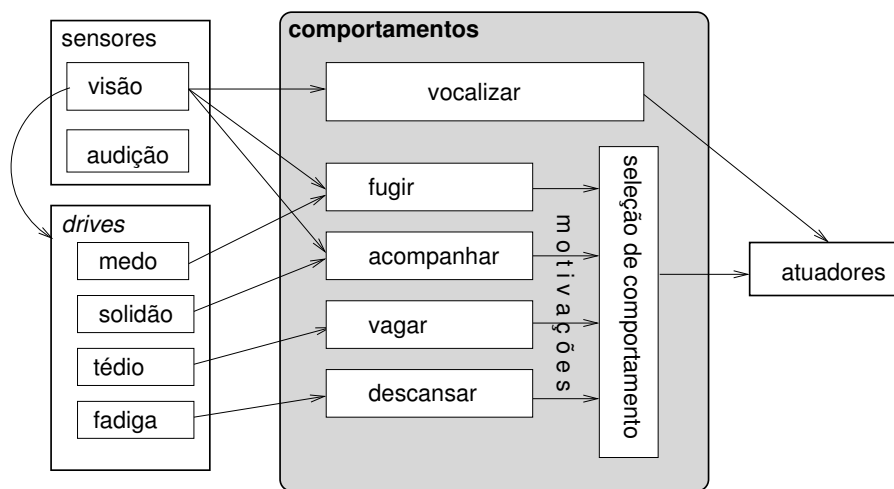 sensores
visão
audição
drives
medo
solidão
tédio
fadiga
comportamentos
vocalizar
fugir
acompanhar
vagar
descansar
motivações
seleção de comportamento
atuadores